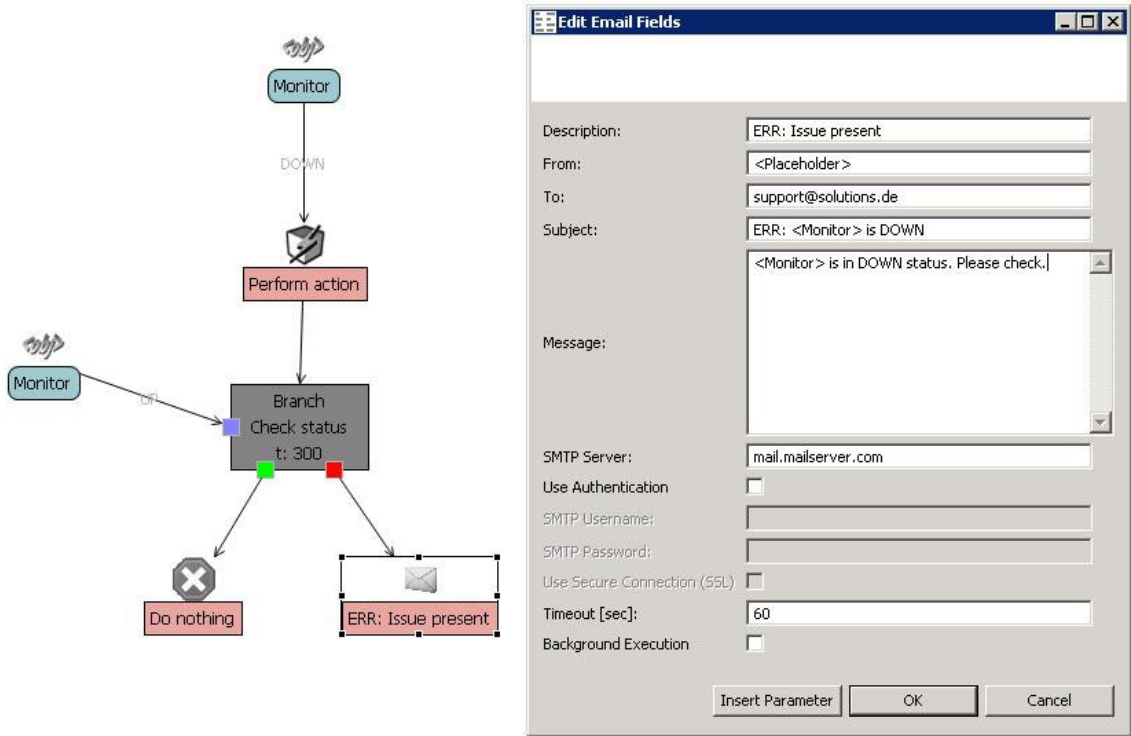 <obj>
Monitor
DOWN
Perform action
<obj>
Monitor
UP
Branch
Check status
t: 300
Do nothing
ERR: Issue present
Edit Email Fields
Description: ERR: Issue present
From: <Placeholder>
To: support@solutions.de
Subject: ERR: <Monitor> is DOWN
Message: <Monitor> is in DOWN status. Please check.
SMTP Server: mail.mailserver.com
Use Authentication
SMTP Username:
SMTP Password:
Use Secure Connection (SSL)
Timeout [sec]: 60
Background Execution
Insert Parameter OK Cancel